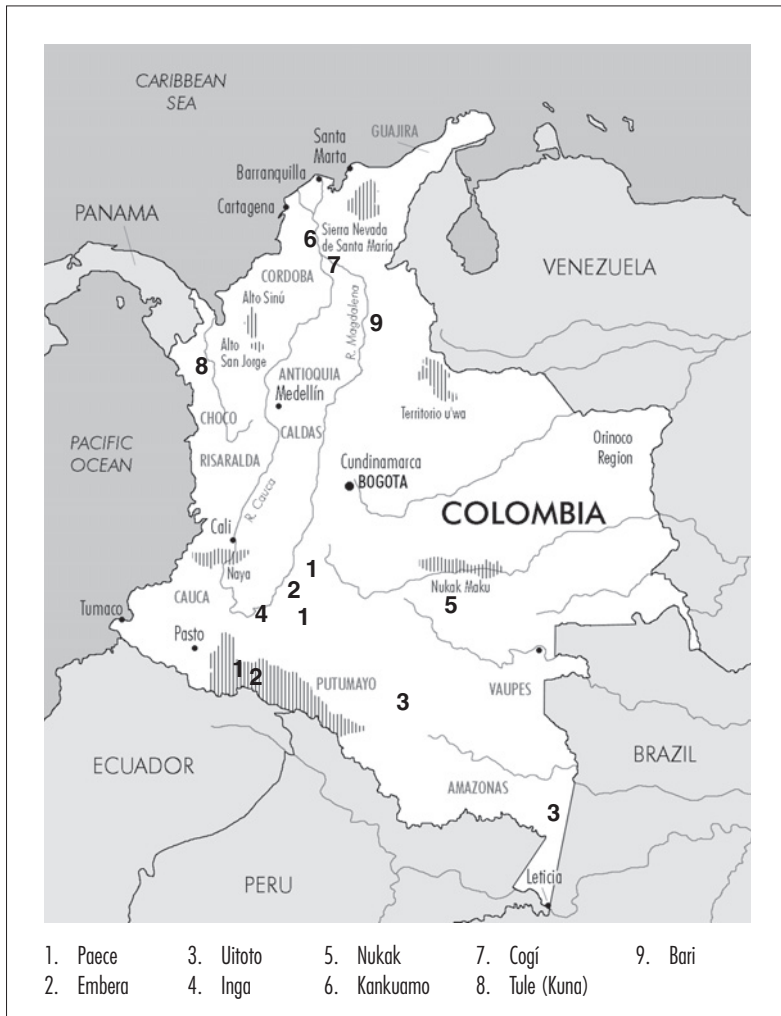 CARIBBEAN
SEA
GUAJIRA
Santa
Marta
Barranquilla
Cartagena
PANAMA
6
Sierra Nevada
de Santa Maria
7
VENEZUELA
CORDOBA
Alto Sinú
R. Magdalena
9
Alto
San Jorge
8
ANTIOQUIA
Medellín
Territorio u'wa
CHOCO
CALDAS
PACIFIC
OCEAN
RISARALDA
Orinoco
Region
Cundinamarca
BOGOTA
R. Cauca
COLOMBIA
Cali
Naya
1
Nukak Maku
2
CAUCA
5
Tumaco
4
1
Pasto
1
2
PUTUMAYO
VAUPES
3
ECUADOR
BRAZIL
AMAZONAS
3
PERU
Leticia
1. Paece
3. Uitoto
5. Nukak
7. Cogí
9. Bari
2. Embera
4. Inga
6. Kankuamo
8. Tule (Kuna)